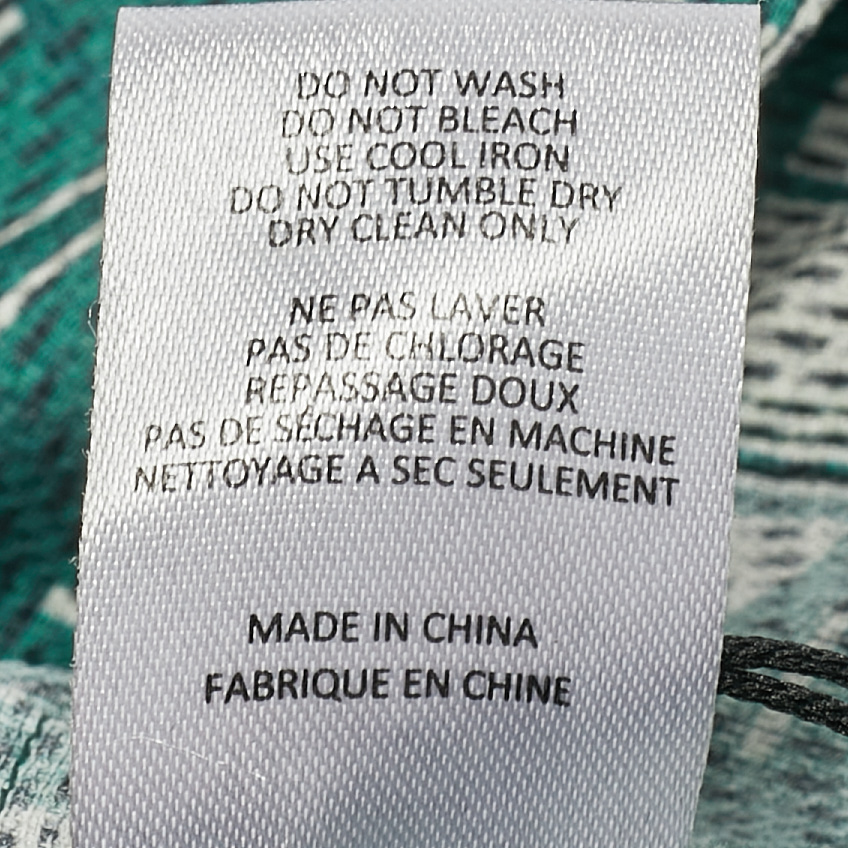 DO NOT WASH
DO NOT BLEACH
USE COOL IRON
DO NOT TUMBLE DRY
DRY CLEAN ONLY
NE PAS LAVER
PAS DE CHLORAGE
REPASSAGE DOUX
PAS DE SÉCHAGE EN MACHINE
NETTOYAGE A SEC SEULEMENT
MADE IN CHINA
FABRIQUE EN CHINE